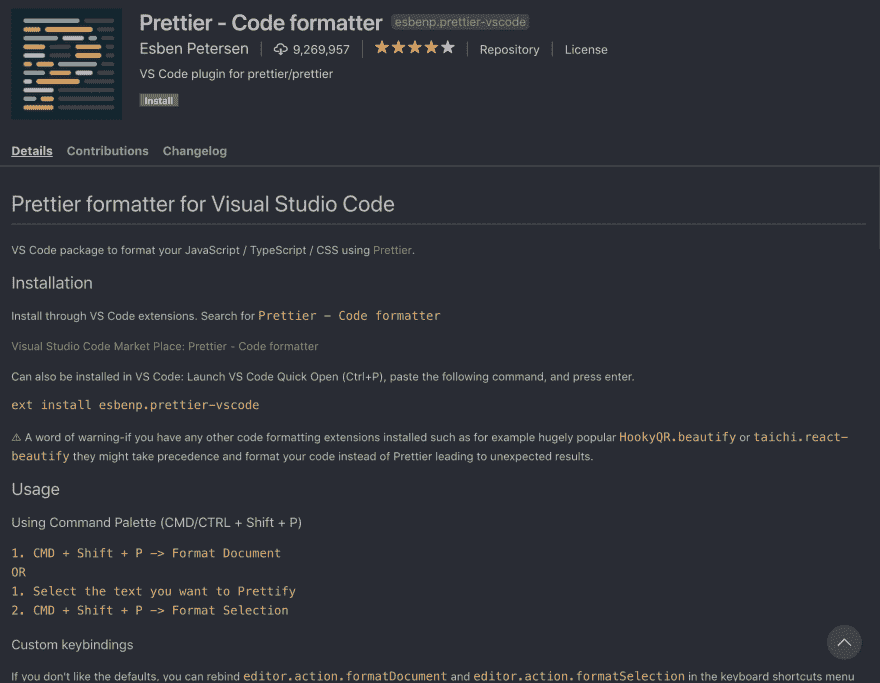 Prettier - Code formatter esbenp.prettier-vscode
Esben Petersen 9,269,957 Repository License
VS Code plugin for prettier/prettier
Install
Details Contributions Changelog
Prettier formatter for Visual Studio Code
VS Code package to format your JavaScript / TypeScript / CSS using Prettier.
Installation
Install through VS Code extensions. Search for Prettier - Code formatter
Visual Studio Code Market Place: Prettier - Code formatter
Can also be installed in VS Code: Launch VS Code Quick Open (Ctrl+P), paste the following command, and press enter.
ext install esbenp.prettier-vscode
⚠ A word of warning-if you have any other code formatting extensions installed such as for example hugely popular HookyQR.beautify or taichi.react-
beautify they might take precedence and format your code instead of Prettier leading to unexpected results.
Usage
Using Command Palette (CMD/CTRL + Shift + P)
1. CMD + Shift + P -> Format Document
OR
1. Select the text you want to Prettify
2. CMD + Shift + P -> Format Selection
Custom keybindings
If you don't like the defaults, you can rebind editor.action.formatDocument and editor.action.formatSelection in the keyboard shortcuts menu